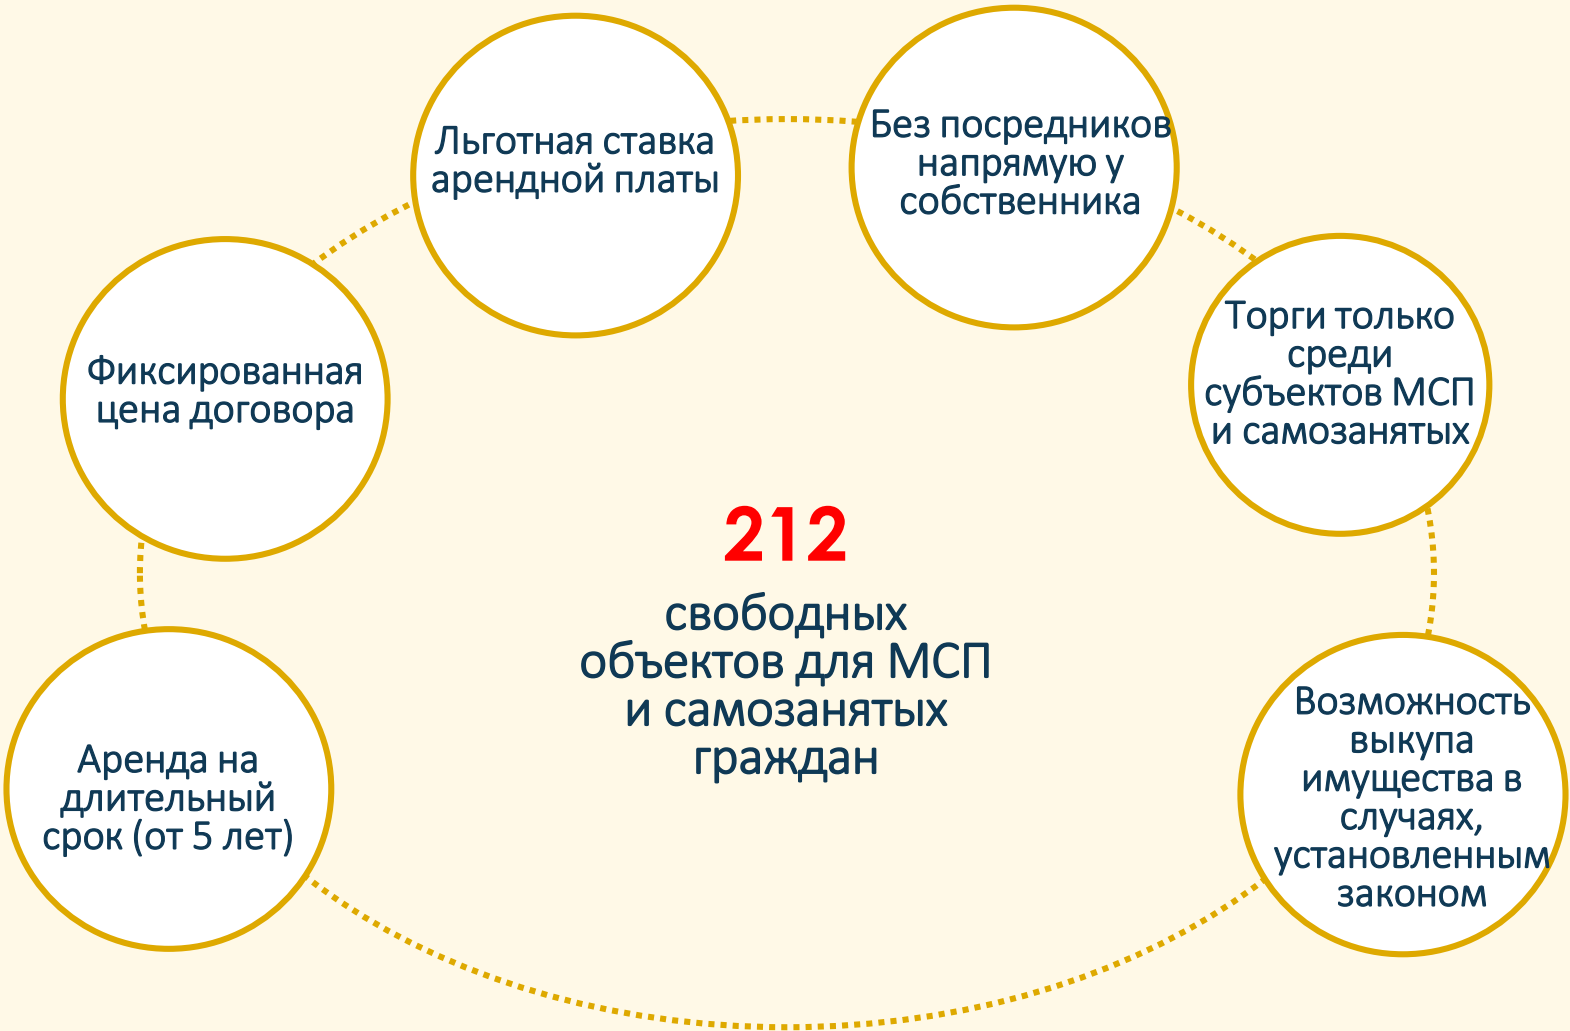 Льготная ставка
арендной платы
Без посредников
напрямую у
собственника
Фиксированная
цена договора
Торги только
среди
субъектов МСП
и самозанятых
212
свободных
объектов для МСП
и самозанятых
граждан
Аренда на
длительный
срок (от 5 лет)
Возможность
выкупа
имущества в
случаях,
установленным
законом